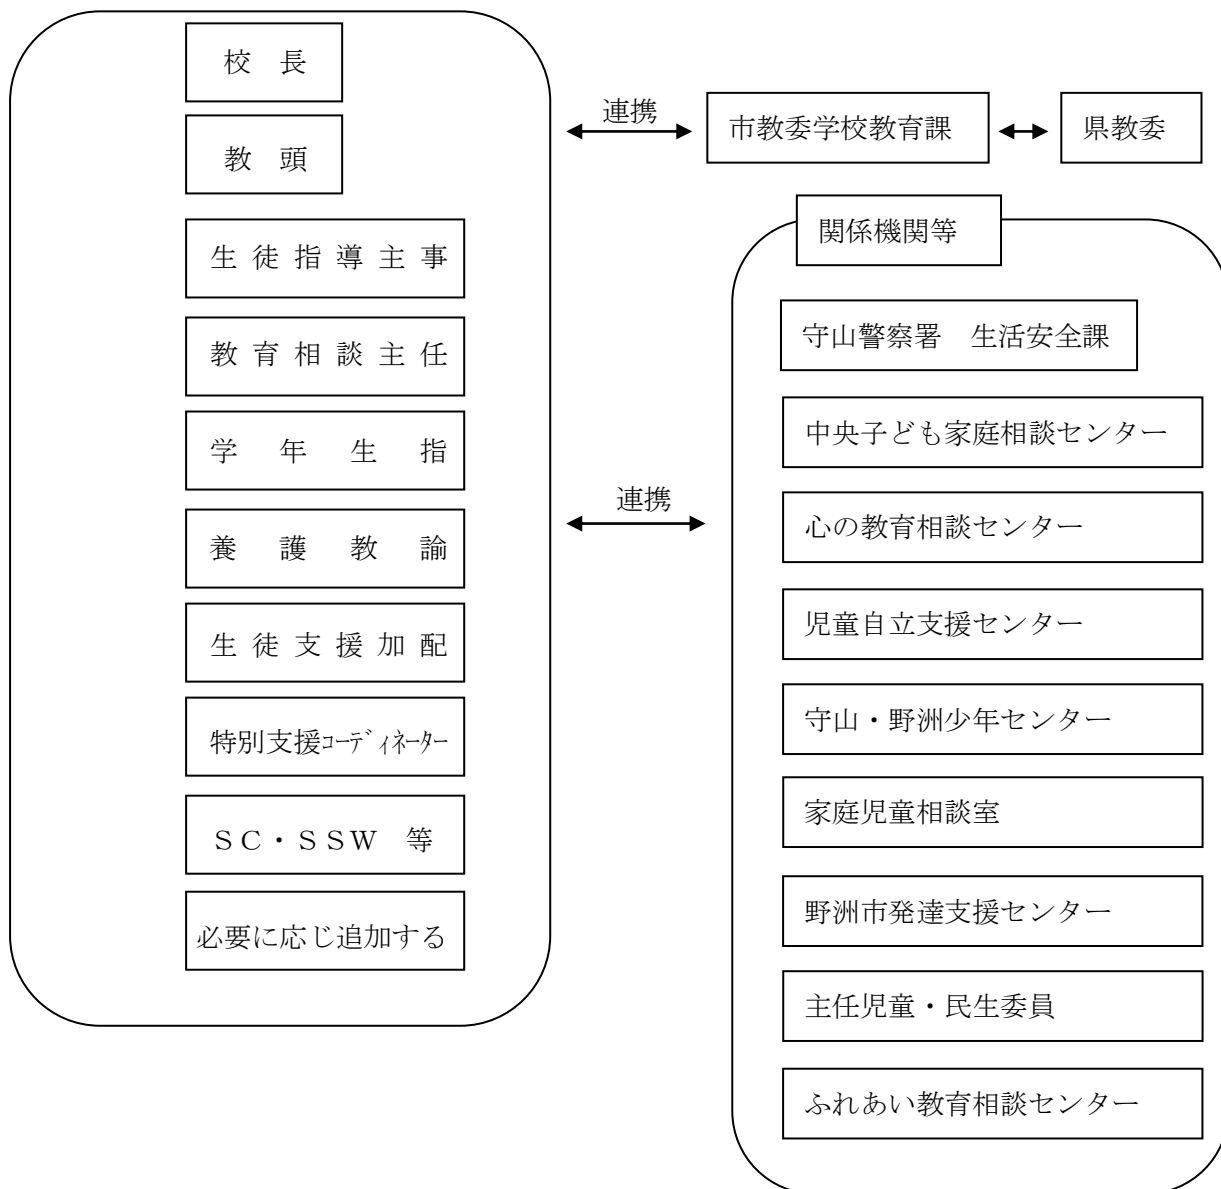 校　長
教　頭
生徒指導主事
教育相談主任
学年生指
養護教諭
生徒支援加配
特別支援ｺｰﾃﾞｨﾈｰﾀｰ
ＳＣ・ＳＳＷ　等
必要に応じ追加する
連携
市教委学校教育課
県教委
連携
関係機関等
守山警察署　生活安全課
中央子ども家庭相談センター
心の教育相談センター
児童自立支援センター
守山・野洲少年センター
家庭児童相談室
野洲市発達支援センター
主任児童・民生委員
ふれあい教育相談センター